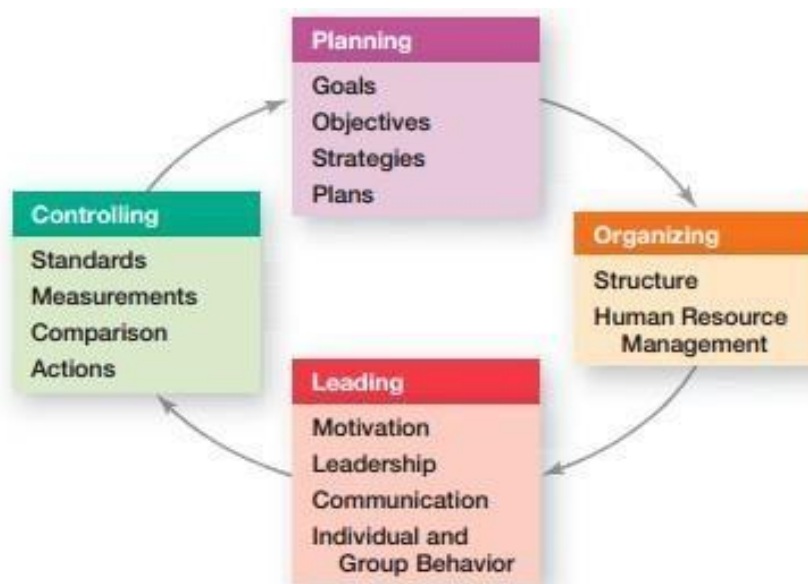 Planning
Goals
Objectives
Strategies
Plans
Controlling
Standards
Measurements
Comparison
Actions
Organizing
Structure
Human Resource
Management
Leading
Motivation
Leadership
Communication
Individual and
Group Behavior